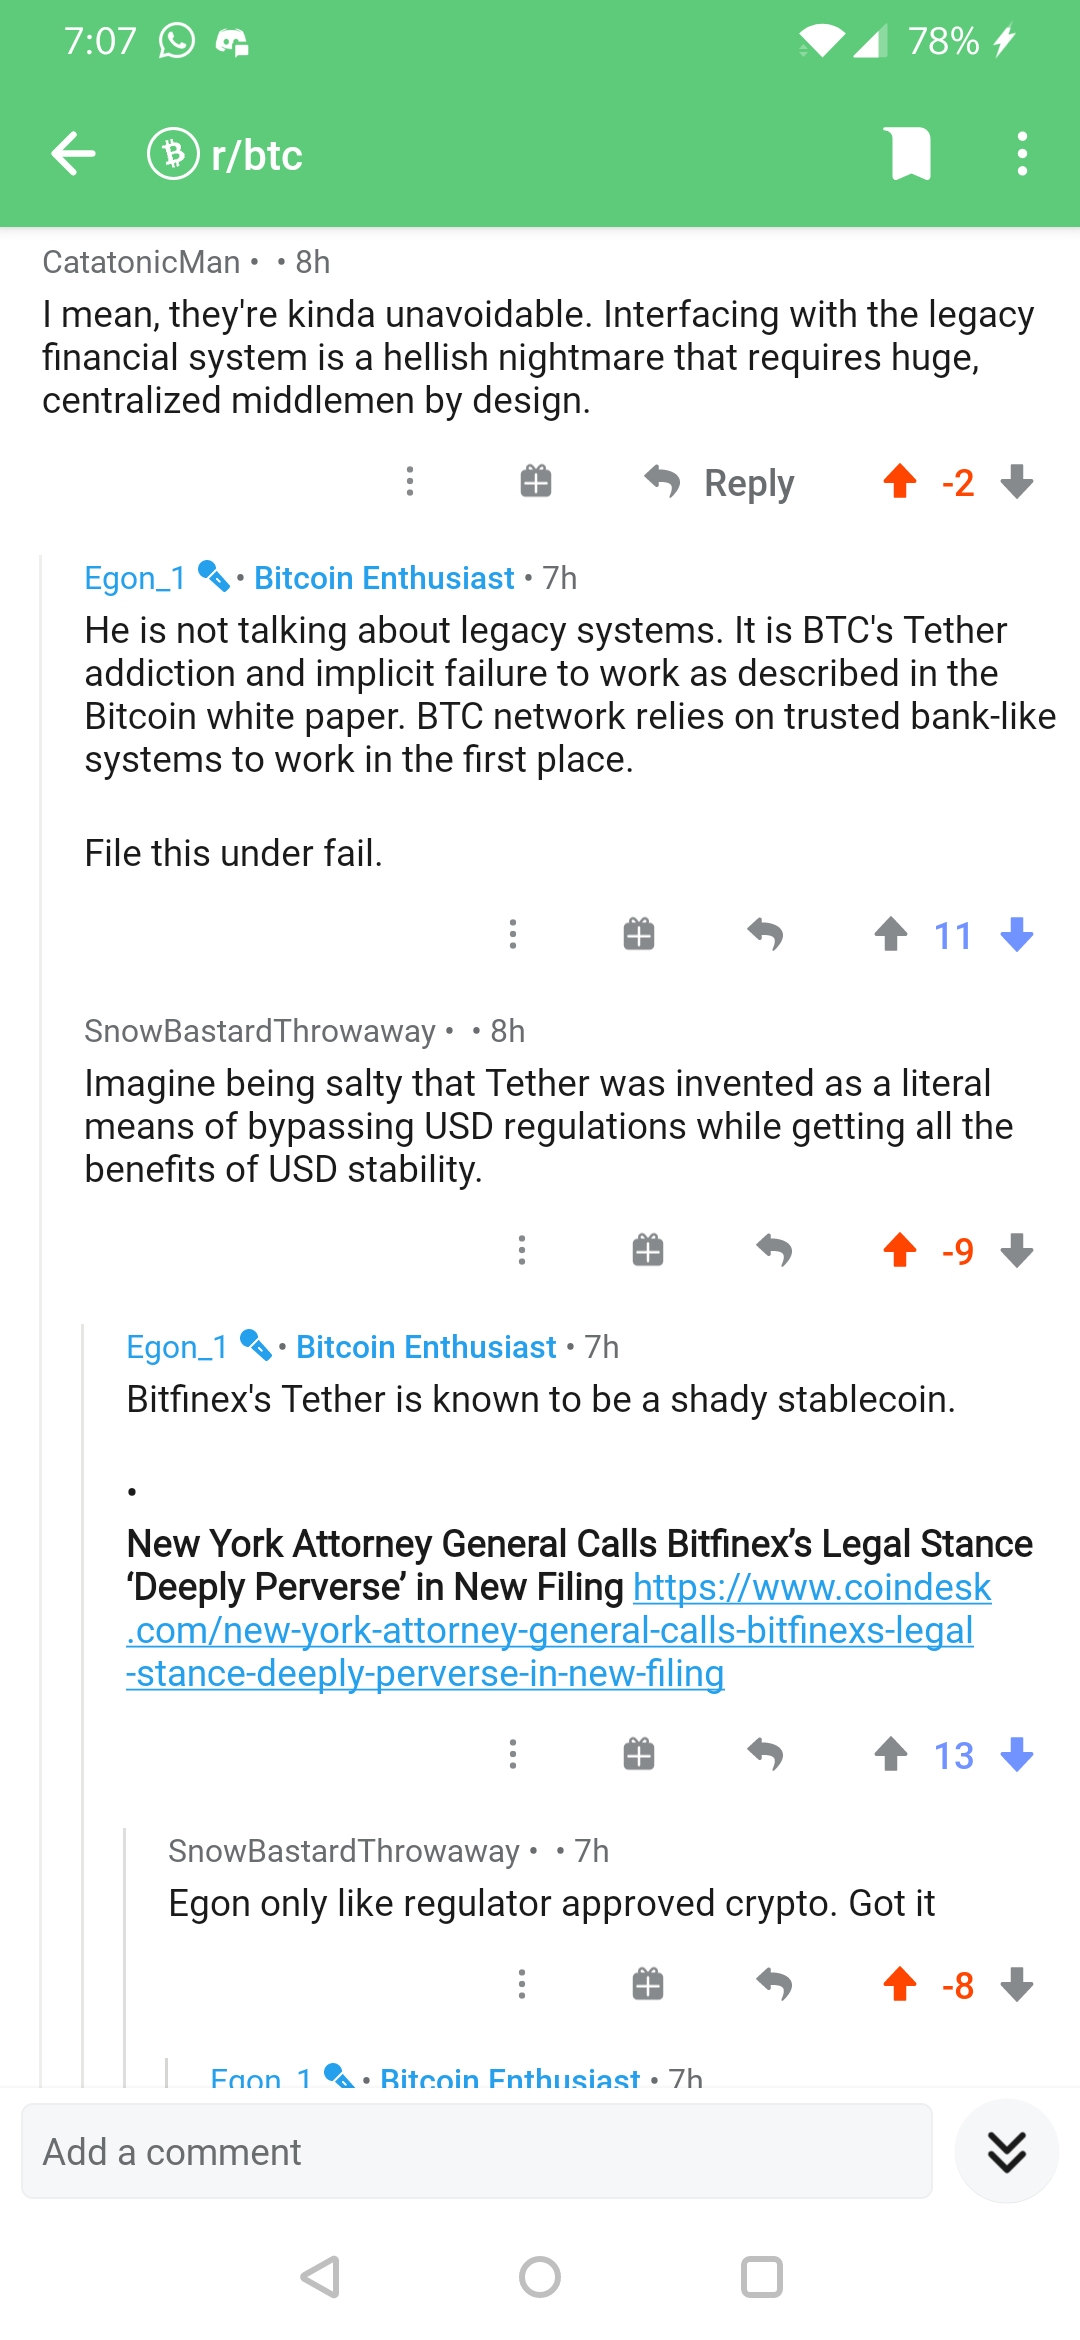 7:07 78%
r/btc
CatatonicMan • • 8h
I mean, they're kinda unavoidable. Interfacing with the legacy
financial system is a hellish nightmare that requires huge,
centralized middlemen by design.
Reply -2
Egon_1 • Bitcoin Enthusiast • 7h
He is not talking about legacy systems. It is BTC's Tether
addiction and implicit failure to work as described in the
Bitcoin white paper. BTC network relies on trusted bank-like
systems to work in the first place.
File this under fail.
11
SnowBastardThrowaway • • 8h
Imagine being salty that Tether was invented as a literal
means of bypassing USD regulations while getting all the
benefits of USD stability.
-9
Egon_1 • Bitcoin Enthusiast • 7h
Bitfinex's Tether is known to be a shady stablecoin.
•
New York Attorney General Calls Bitfinex’s Legal Stance
‘Deeply Perverse’ in New Filing https://www.coindesk
.com/new-york-attorney-general-calls-bitfinexs-legal
-stance-deeply-perverse-in-new-filing
13
SnowBastardThrowaway • • 7h
Egon only like regulator approved crypto. Got it
-8
Egon_1 • Bitcoin Enthusiast • 7h
Add a comment